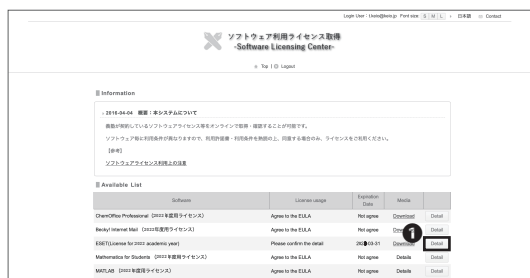 Login User : t.keio@keio.jp Font size S M L 日本語 Contact
ソフトウェア利用ライセンス取得
-Software Licensing Center-
Top | Logout
Information
2016-04-04 概要:本システムについて
義塾が契約しているソフトウェアライセンス等をオンラインで取得・確認することが可能です。
ソフトウェア毎に利用条件が異なりますので、利用許諾書・利用条件を熟読の上、同意する場合のみ、ライセンスをご利用ください。
【参考】
ソフトウェアライセンス利用上の注意
Available List
Software License usage Expiration Date Media
ChemOffice Professional (2022年度用ライセンス) Agree to the EULA Not agree Download Detail
Becky! Internet Mail (2022年度用ライセンス) Agree to the EULA Not agree Detail
ESET(License for 2022 academic year) Please confirm the detail 03-31 Download Detail
1
Mathematica for Students (2022年度用ライセンス) Agree to the EULA Not agree Details Detail
MATLAB (2022年度用ライセンス) Agree to the EULA Not agree Details Detail